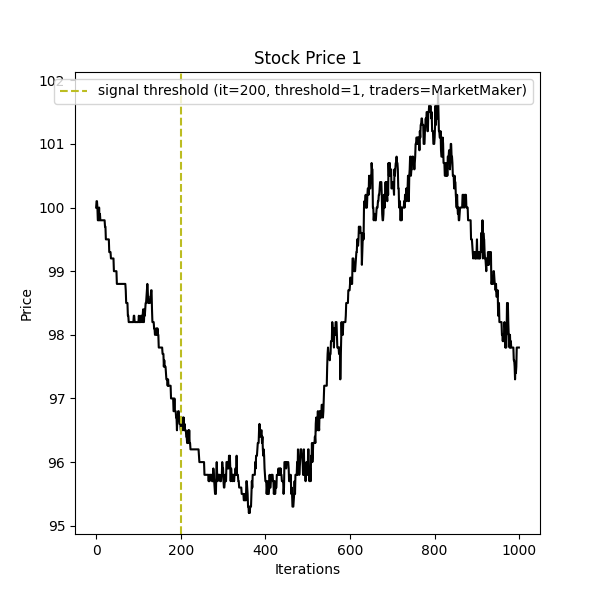 Stock Price 1
signal threshold (it=200, threshold=1, traders=MarketMaker)
102
101
100
99
98
97
96
95
Price
0 200 400 600 800 1000
Iterations